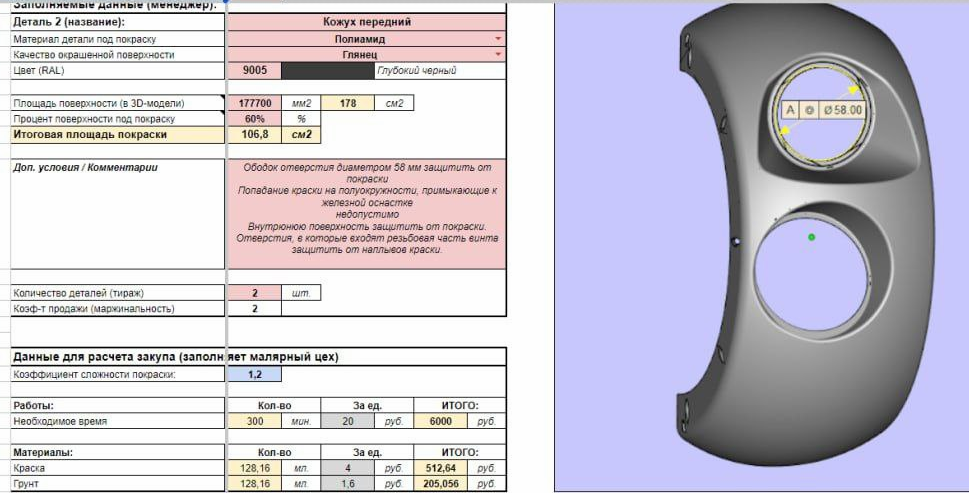 Заполняемые данные (менеджер):
Деталь 2 (название): Кожух передний
Материал детали под покраску Полиамид
Качество окрашенной поверхности Глянец
Цвет (RAL) 9005 Глубокий черный
Площадь поверхности (в 3D-модели) 177700 мм2 178 см2
Процент поверхности под покраску 60% %
Итоговая площадь покраски 106,8 см2
Доп. условия / Комментарии Ободок отверстия диаметром 58 мм защитить от
покраски
Попадание краски на полуокружности, примыкающие к
железной оснастке
недопустимо
Внутрюнюю поверхность защитит от покраски.
Отверстия, в которые входят резьбовая часть винта
защитить от наплывов краски.
A Ø58.00
Количество деталей (тираж) 2 шт.
Коэф-т продажи (маржинальность) 2
Данные для расчета закупа (заполняет малярный цех)
Коэффициент сложности покраски: 1,2
Работы: Кол-во За ед. ИТОГО:
Необходимое время 300 мин. 20 руб. 6000 руб.
Материалы: Кол-во За ед. ИТОГО:
Краска 128,16 мл. 4 руб. 512,64 руб.
Грунт 128,16 мл. 1,6 руб. 205,056 руб.